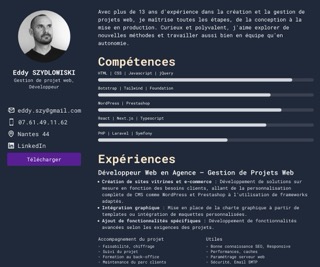 Avec plus de 13 ans d'expérience dans la création et la gestion de
projets web, je maîtrise toutes les étapes, de la conception à la
mise en production. Curieux et polyvalent, j'aime explorer de
nouvelles méthodes et travailler aussi bien en équipe qu'en
autonomie.
Eddy SZYDLOWISKI
Gestion de projet web,
Développeur
eddy.szy@gmail.com
07.61.49.11.62
Nantes 44
LinkedIn
Télécharger
Compétences
HTML | CSS | Javascript | jQuery
Bootstrap | Tailwind | Foundation
WordPress | Prestashop
React | Next.js | Typescript
PHP | Laravel | Symfony
Expériences
Développeur Web en Agence – Gestion de Projets Web
• Création de sites vitrines et e-commerce : Développement de solutions sur
mesure en fonction des besoins clients, allant de la personnalisation
complète de CMS comme WordPress et Prestashop à l'utilisation de frameworks
adaptés.
• Intégration graphique : Mise en place de la charte graphique à partir de
templates ou intégration de maquettes personnalisées.
• Ajout de fonctionnalités spécifiques : Développement de fonctionnalités
avancées selon les exigences des projets.
Accompagnement du projet
- Faisabilité, chiffrage
- Suivi du projet
- Formation au back-office
- Maintenance du parc clients
Outils
- Bonne connaissance SEO, Responsive
- Performances, caches
- Paramétrage serveur web
- Sécurité, Email SMTP